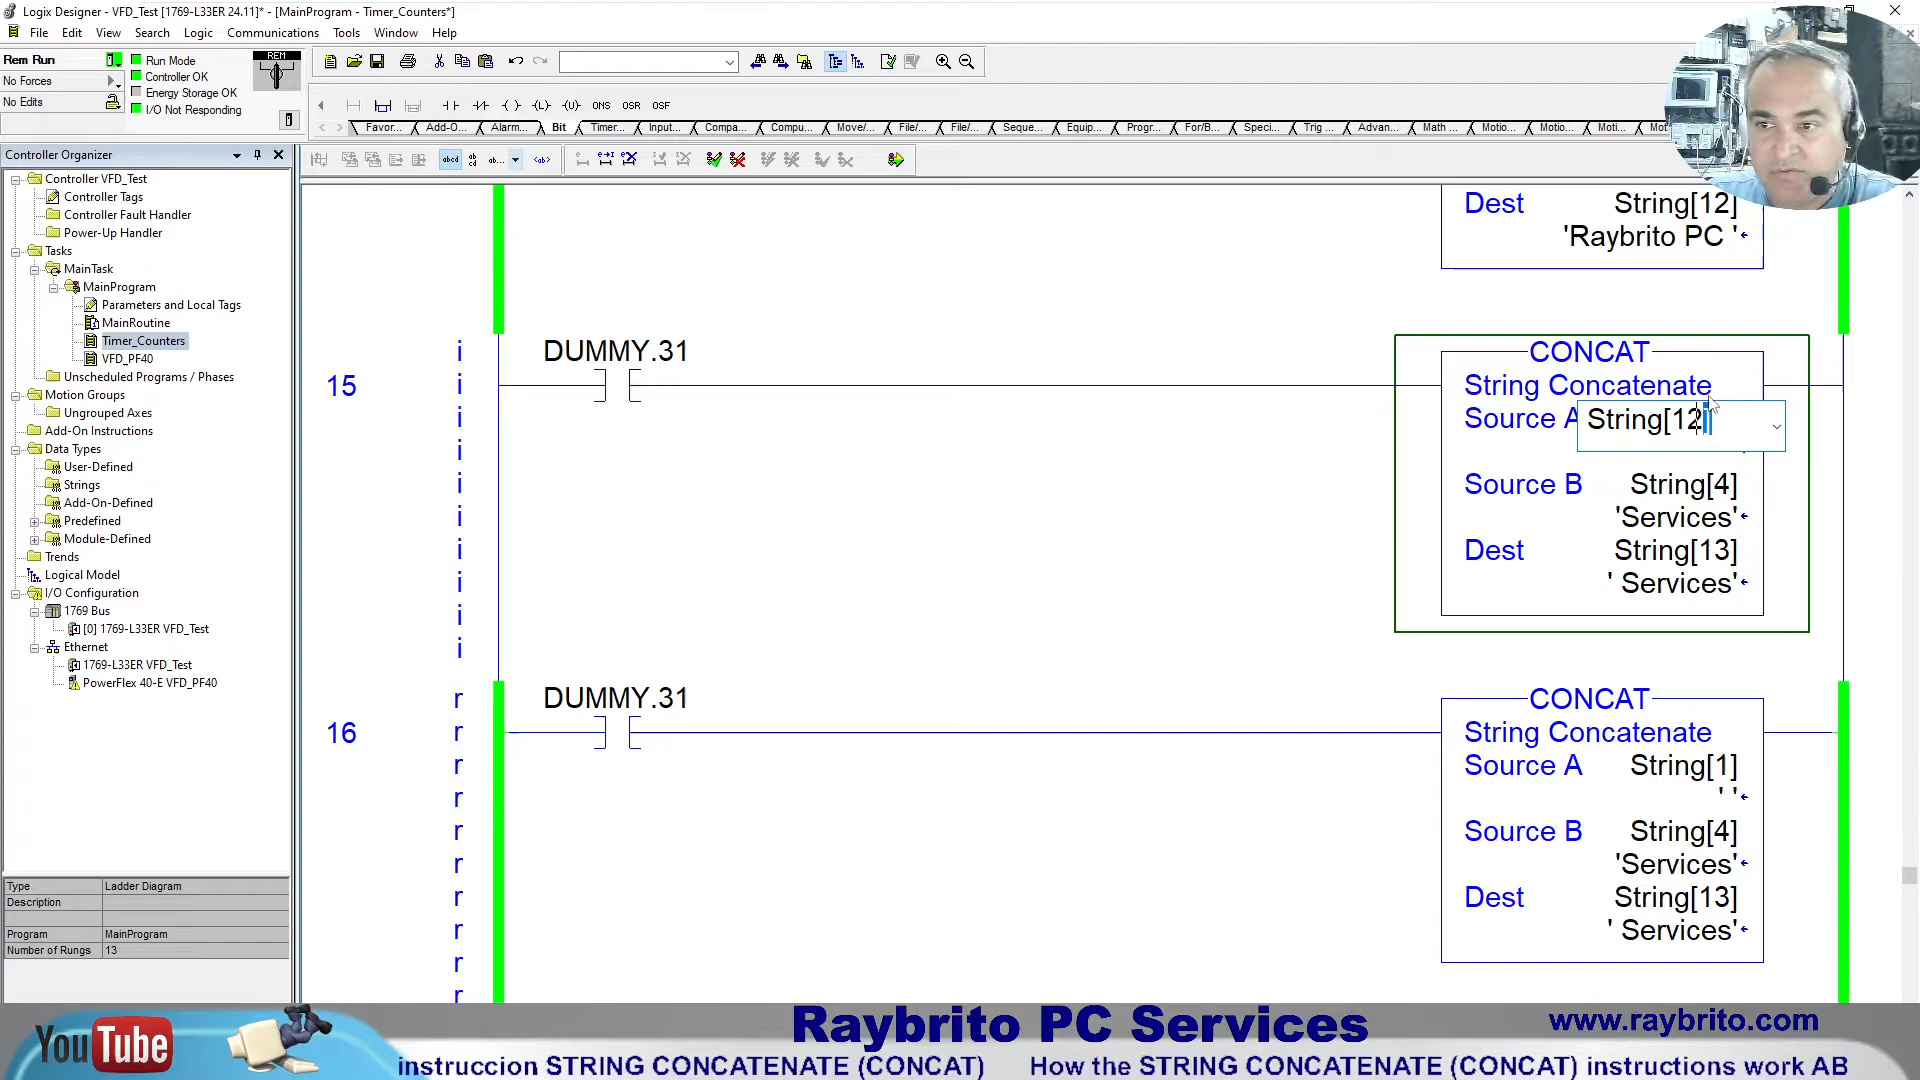 Logix Designer - VFD_Test [1769-L33ER 24.11]* - [MainProgram - Timer_Counters*]
File Edit View Search Logic Communications Tools Window Help
Rem Run
No Forces
No Edits
Run Mode
Controller OK
Energy Storage OK
I/O Not Responding
REM
ONS OSR OSF
Favor... Add-O... Alarm... Bit Timer... Input... Compa... Compu... Move/... File/... File/... Seque... Equip... Progr... For/B... Speci... Trig ... Advan... Math ... Motio... Motio... Moti...
Controller Organizer
Controller VFD_Test
Controller Tags
Controller Fault Handler
Power-Up Handler
Tasks
MainTask
MainProgram
Parameters and Local Tags
MainRoutine
Timer_Counters
VFD_PF40
Unscheduled Programs / Phases
Motion Groups
Ungrouped Axes
Add-On Instructions
Data Types
User-Defined
Strings
Add-On-Defined
Predefined
Module-Defined
Trends
Logical Model
I/O Configuration
1769 Bus
[0] 1769-L33ER VFD_Test
Ethernet
1769-L33ER VFD_Test
PowerFlex 40-E VFD_PF40
Type Ladder Diagram
Description
Program MainProgram
Number of Rungs 13
Dest String[12]
'Raybrito PC '
15
i
i
i
i
i
i
i
i
i
i
DUMMY.31
CONCAT
String Concatenate
Source A String[12]
Source B String[4]
'Services'
Dest String[13]
' Services'
16
r
r
r
r
r
r
r
r
r
r
DUMMY.31
CONCAT
String Concatenate
Source A String[1]
' '
Source B String[4]
'Services'
Dest String[13]
' Services'
YouTube
Raybrito PC Services
www.raybrito.com
instruccion STRING CONCATENATE (CONCAT) How the STRING CONCATENATE (CONCAT) instructions work AB